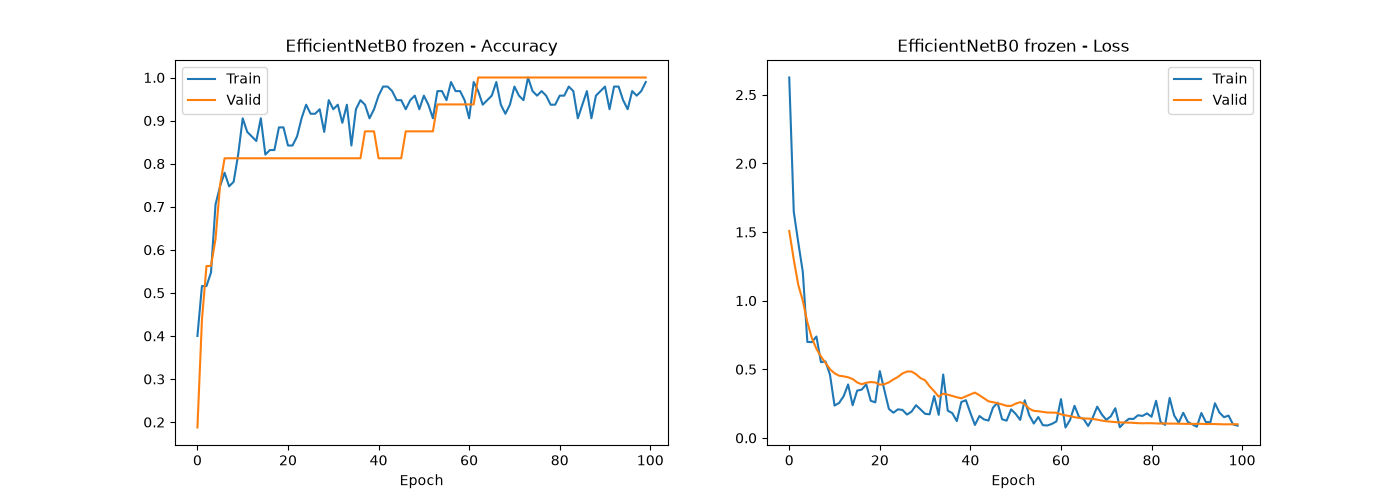 EfficientNetB0 frozen - Accuracy
Train
Valid
1.0
0.9
0.8
0.7
0.6
0.5
0.4
0.3
0.2
0 20 40 60 80 100
Epoch
EfficientNetB0 frozen - Loss
Train
Valid
2.5
2.0
1.5
1.0
0.5
0.0
0 20 40 60 80 100
Epoch